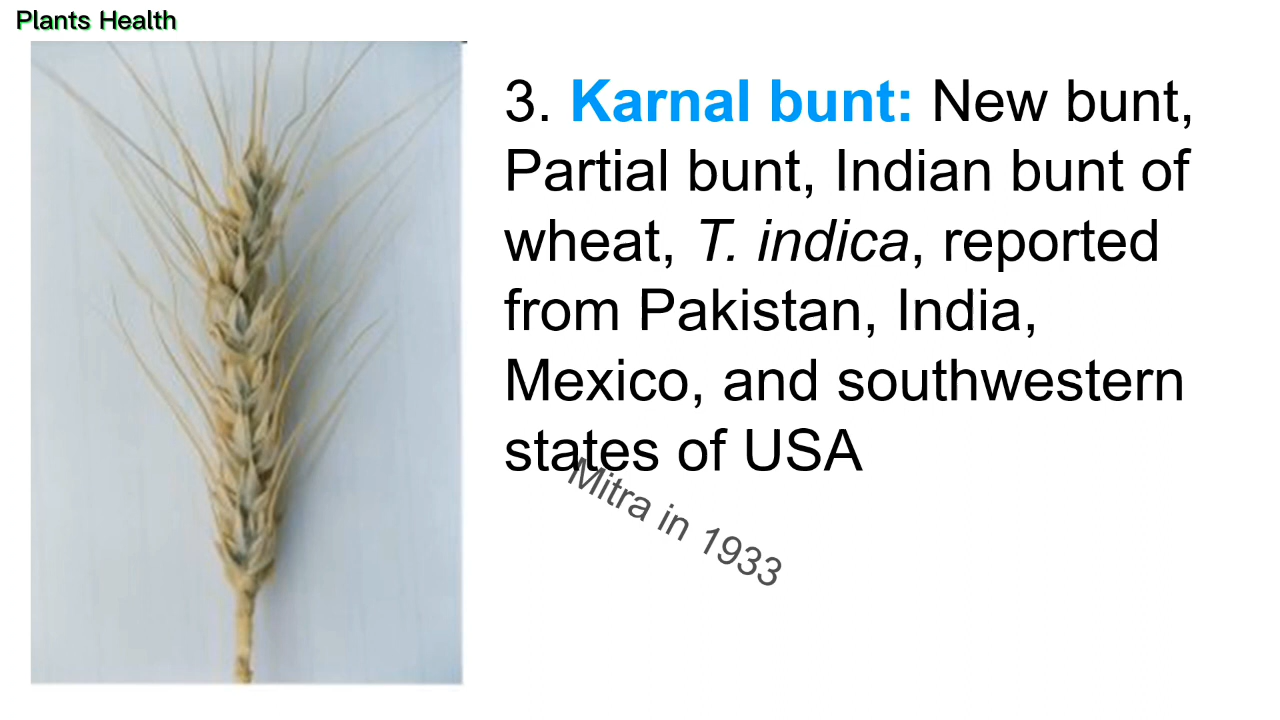 Plants Health
3. Karnal bunt: New bunt,
Partial bunt, Indian bunt of
wheat, T. indica, reported
from Pakistan, India,
Mexico, and southwestern
states of USA
Mitra in 1933